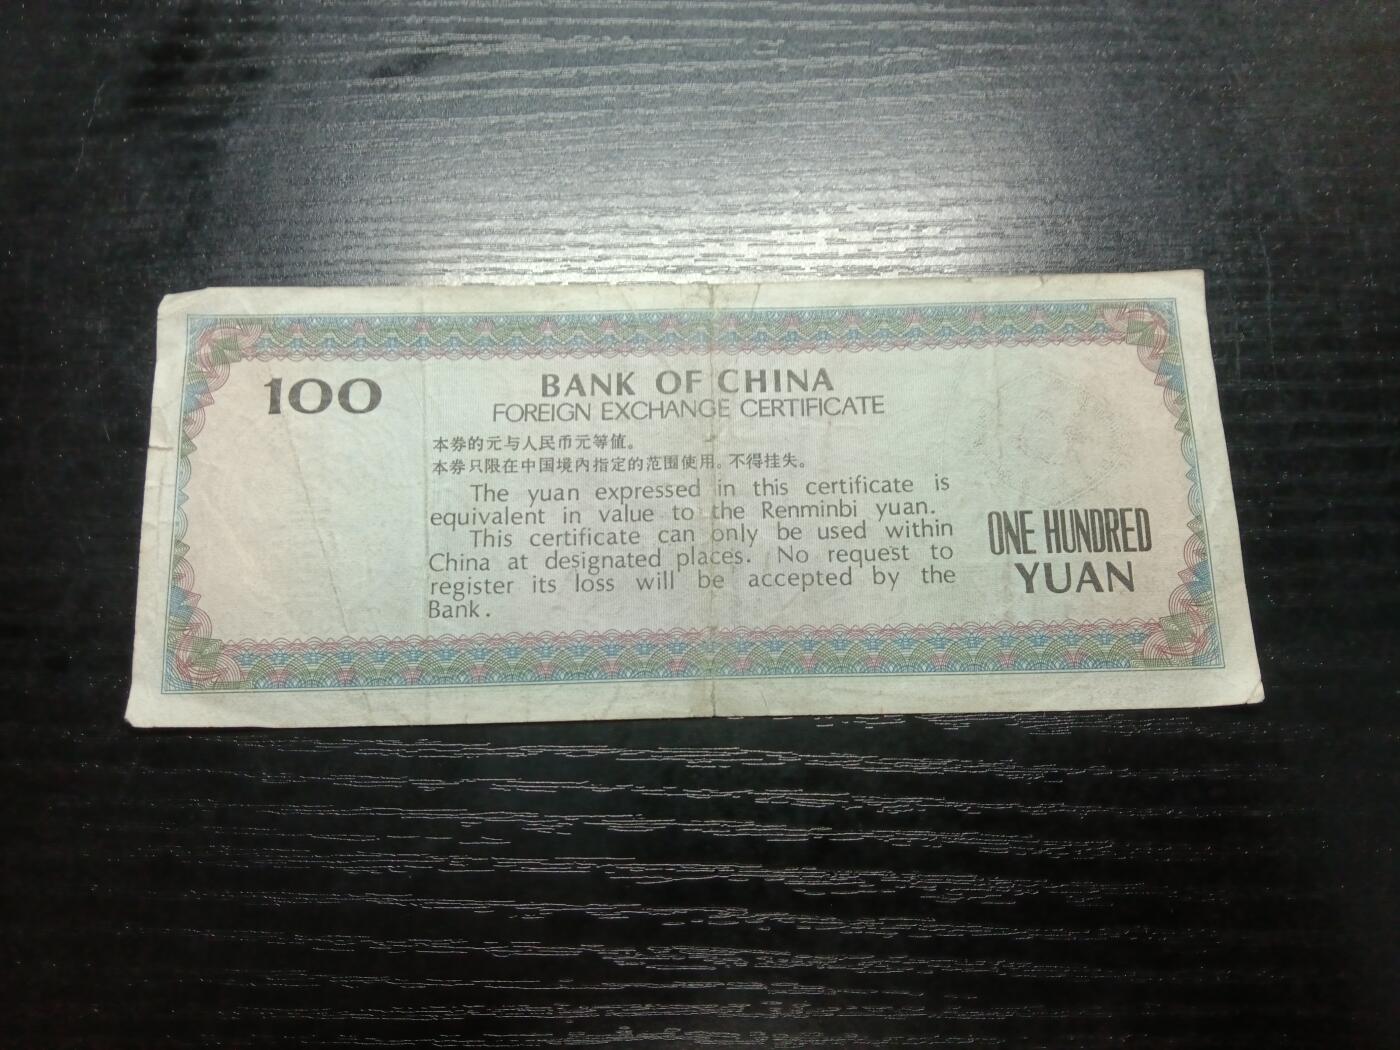 100
BANK OF CHINA
FOREIGN EXCHANGE CERTIFICATE
本券的元与人民币元等值。
本券只限在中国境内指定的范围使用。不得挂失。
The yuan expressed in this certificate is
equivalent in value to the Renminbi yuan.
This certificate can only be used within
China at designated places. No request to
register its loss will be accepted by the
Bank.
ONE HUNDRED
YUAN